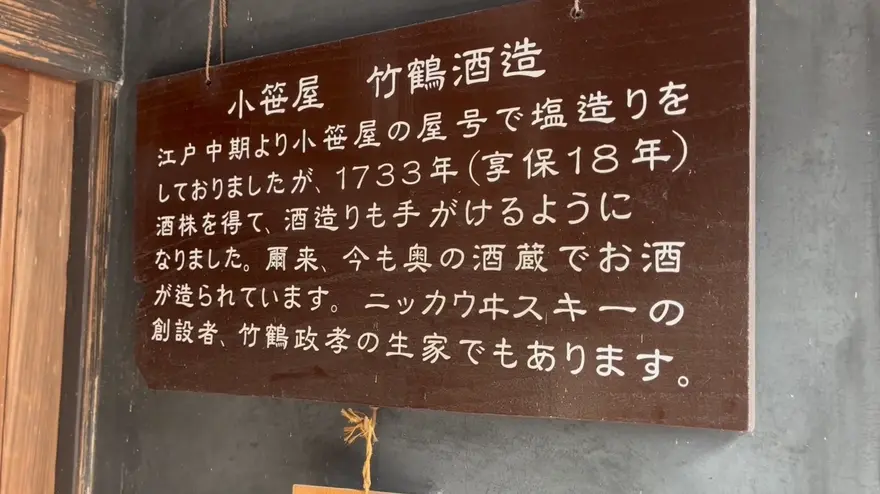 小笹屋 竹鶴酒造
江戸中期より小笹屋の屋号で塩造りを
しておりましたが、1733年(享保18年)
酒株を得て、酒造りも手がけるように
なりました。爾来、今も奥の酒蔵でお酒
が造られています。ニッカウヰスキーの
創設者、竹鶴政孝の生家でもあります。